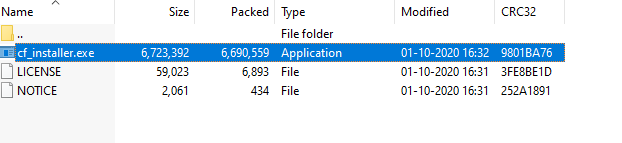 Name Size Packed Type Modified CRC32
.. File folder
cf_installer.exe 6,723,392 6,690,559 Application 01-10-2020 16:32 9801BA76
LICENSE 59,023 6,893 File 01-10-2020 16:31 3FE8BE1D
NOTICE 2,061 434 File 01-10-2020 16:31 252A1891